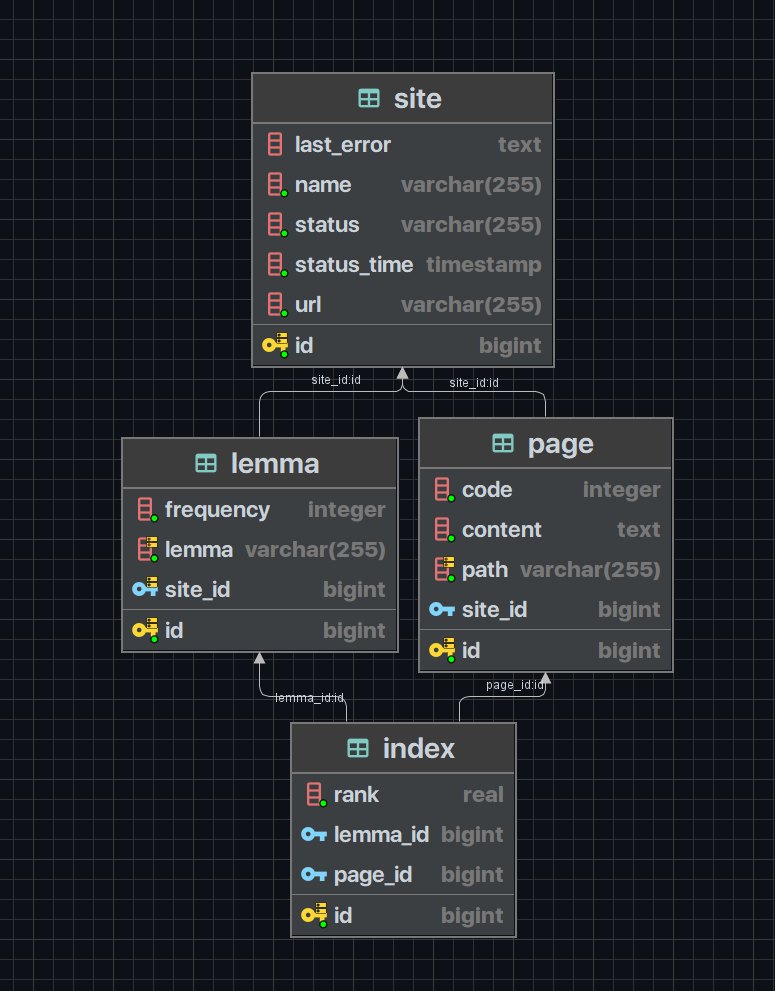 site
last_error text
name varchar(255)
status varchar(255)
status_time timestamp
url varchar(255)
id bigint
site_id:id
site_id:id
lemma
frequency integer
lemma varchar(255)
site_id bigint
id bigint
page
code integer
content text
path varchar(255)
site_id bigint
id bigint
lemma_id:id
page_id:id
index
rank real
lemma_id bigint
page_id bigint
id bigint